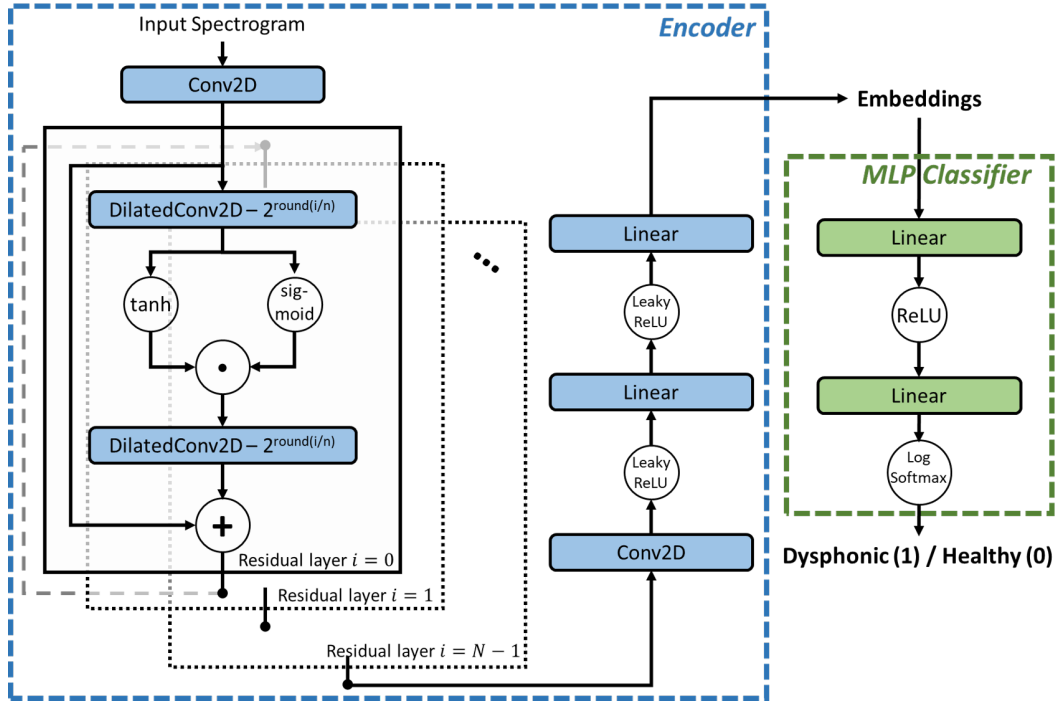 Input Spectrogram
Encoder
Conv2D
DilatedConv2D – 2^round(i/n)
tanh
sig-
moid
•
DilatedConv2D – 2^round(i/n)
+
Residual layer i = 0
Residual layer i = 1
Residual layer i = N − 1
Linear
Leaky
ReLU
Linear
Leaky
ReLU
Conv2D
Embeddings
MLP Classifier
Linear
ReLU
Linear
Log
Softmax
Dysphonic (1) / Healthy (0)